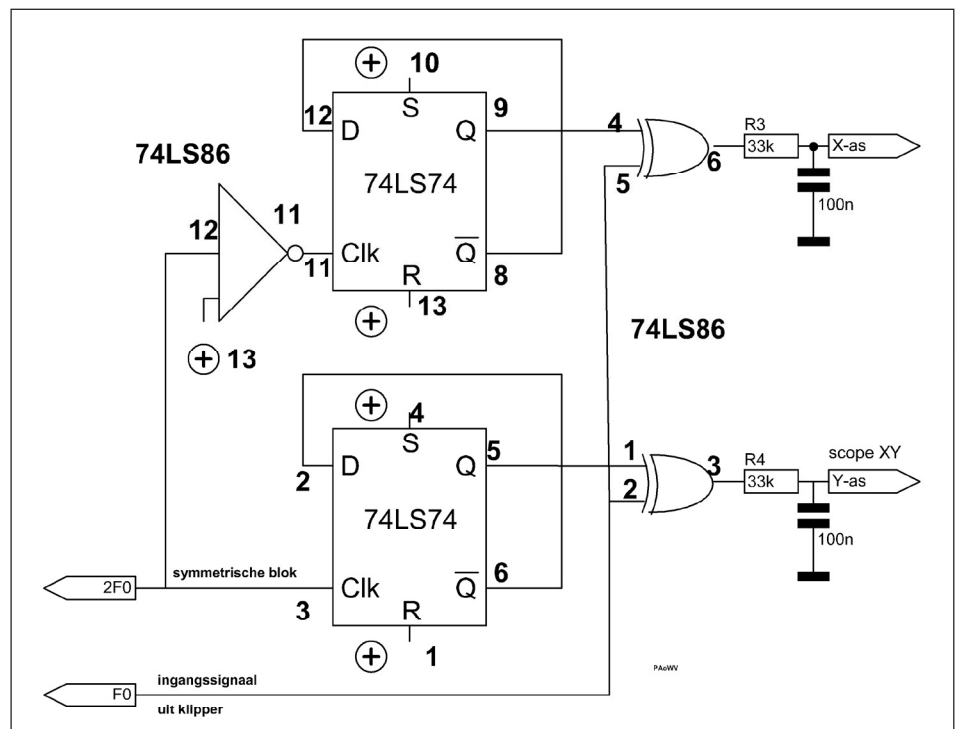 10
S
12
D
Q
9
74LS74
74LS86
12
11
11
Clk
Q
8
R
13
13
4
5
6
R3
33k
X-as
100n
74LS86
4
S
2
D
Q
5
74LS74
3
Clk
Q
6
R
1
1
2
3
R4
33k
scope XY
Y-as
100n
2F0
symmetrische blok
F0
ingangssignaal
uit klipper
PAoWV